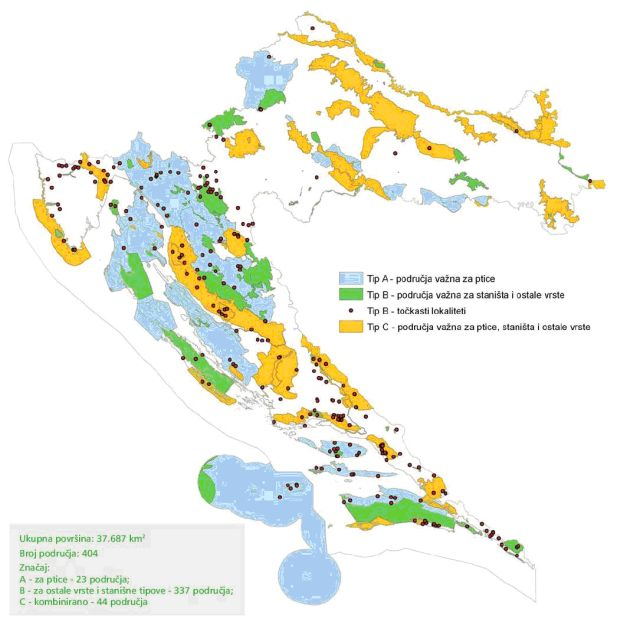 Tip A - područja važna za ptice
Tip B - područja važna za staništa i ostale vrste
Tip B - točkasti lokaliteti
Tip C - područja važna za ptice, staništa i ostale vrste
Ukupna površina: 37.687 km²
Broj područja: 404
Značaj:
A - za ptice - 23 područja;
B - za ostale vrste i stanišne tipove - 337 područja;
C - kombinirano - 44 područja